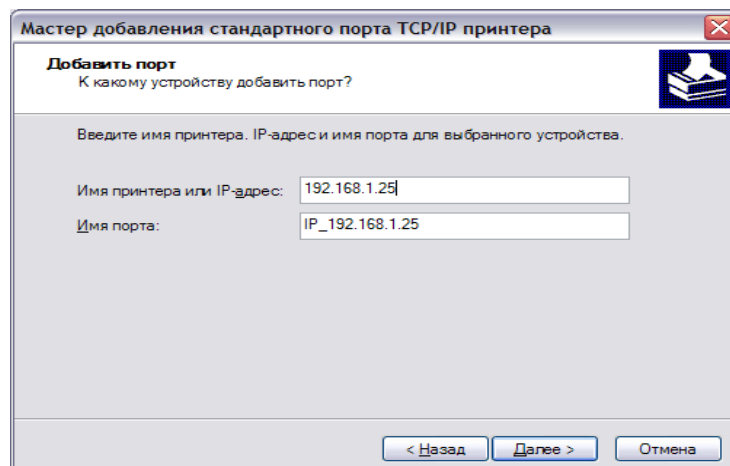 Мастер добавления стандартного порта TCP/IP принтера
Добавить порт
К какому устройству добавить порт?
Введите имя принтера. IP-адрес и имя порта для выбранного устройства.
Имя принтера или IP-адрес: 192.168.1.25
Имя порта: IP_192.168.1.25
< Назад Далее > Отмена